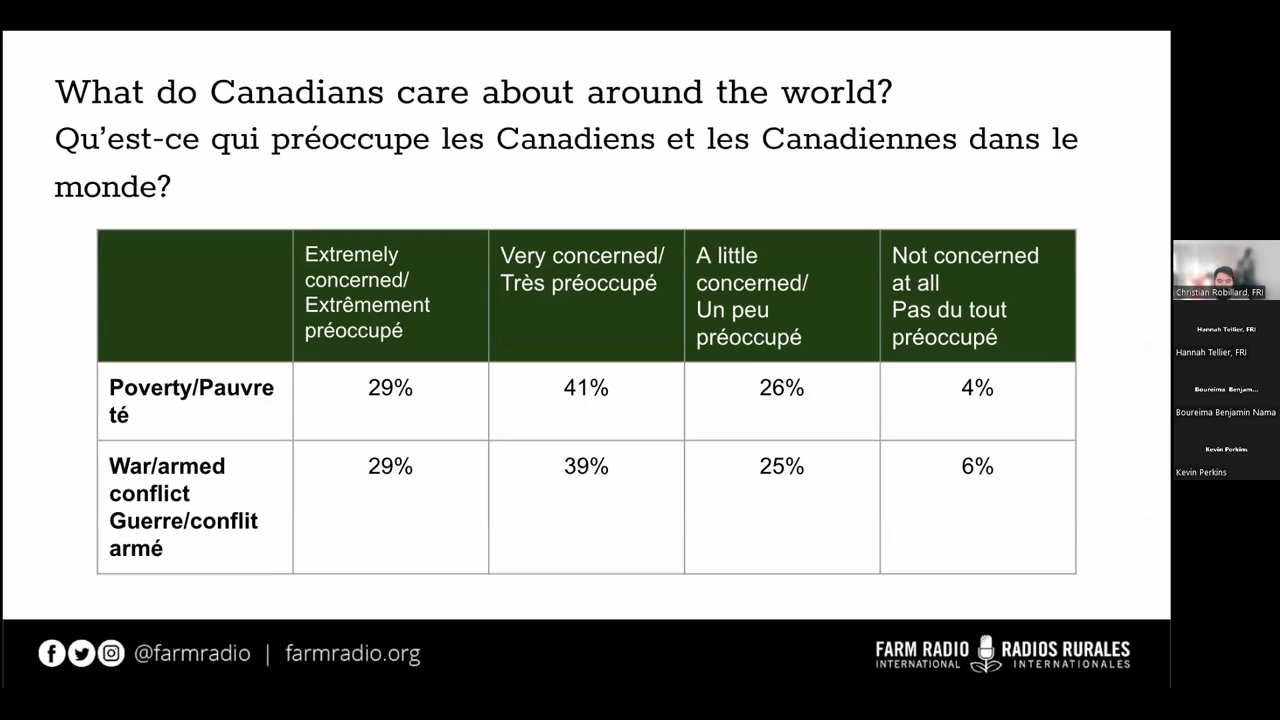 What do Canadians care about around the world?
Qu'est-ce qui préoccupe les Canadiens et les Canadiennes dans le
monde?
Extremely
concerned/
Extrêmement
préoccupé
Very concerned/
Très préoccupé
A little
concerned/
Un peu
préoccupé
Not concerned
at all
Pas du tout
préoccupé
Poverty/Pauvre
té
29%
41%
26%
4%
War/armed
conflict
Guerre/conflit
armé
29%
39%
25%
6%
@farmradio | farmradio.org
FARM RADIO
INTERNATIONAL
RADIOS RURALES
INTERNATIONALES
Christian Robillard, FRI
Hannah Tellier, FRI
Hannah Tellier, FRI
Boureima Benjam...
Boureima Benjamin Nama
Kevin Perkins
Kevin Perkins